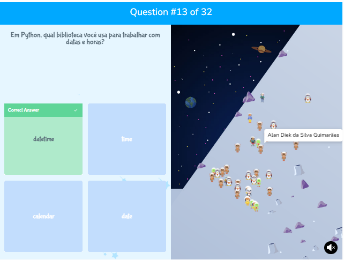 Question #13 of 32
Em Python, qual biblioteca você usa para trabalhar com
datas e horas?
Correct Answer
datetime
time
calendar
date
Alan Diek da Silva Guimarães